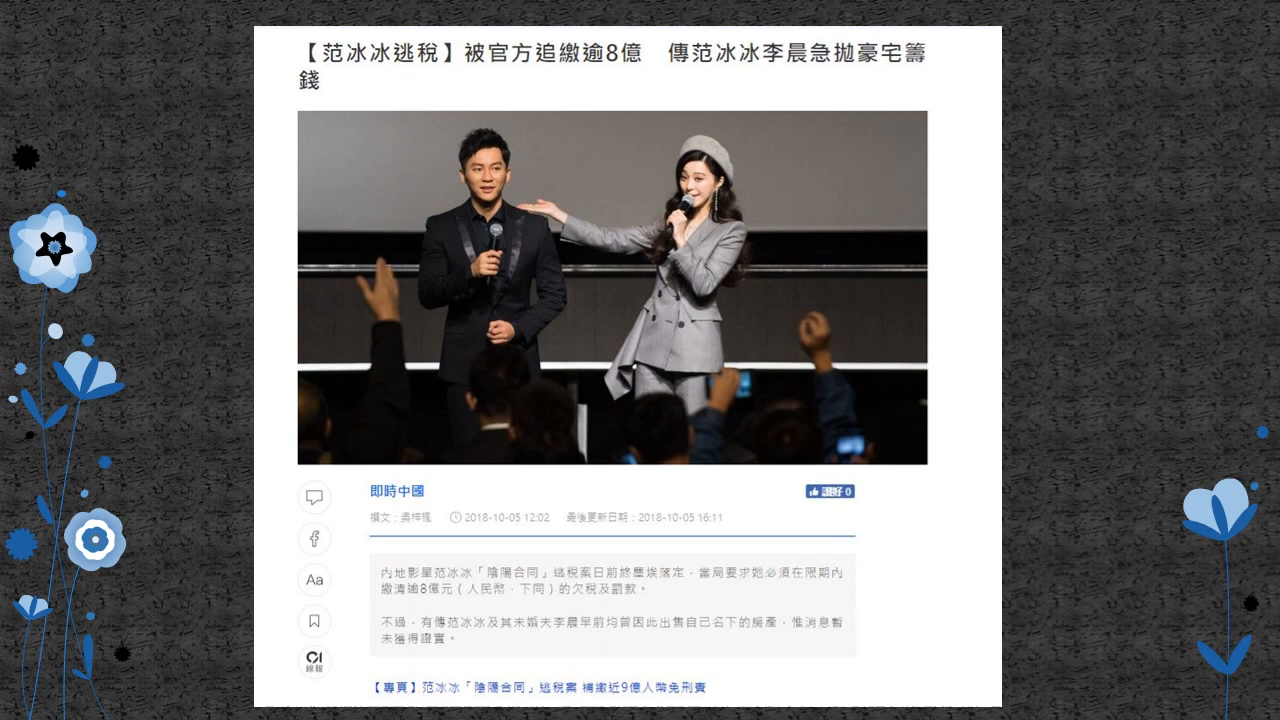 【范冰冰逃稅】被官方追繳逾8億　傳范冰冰李晨急拋豪宅籌
錢
即時中國
讚好 0
撰文：吳梓楓
2018-10-05 12:02
最後更新日期：2018-10-05 16:11
Aa
線報
內地影星范冰冰「陰陽合同」逃稅案日前終塵埃落定，當局要求她必須在限期內
繳清逾8億元（人民幣．下同）的欠稅及罰款。
不過，有傳范冰冰及其未婚夫李晨早前均曾因此出售自己名下的房產，惟消息暫
未獲得證實。
【專頁】范冰冰「陰陽合同」逃稅案 補繳近9億人幣免刑責